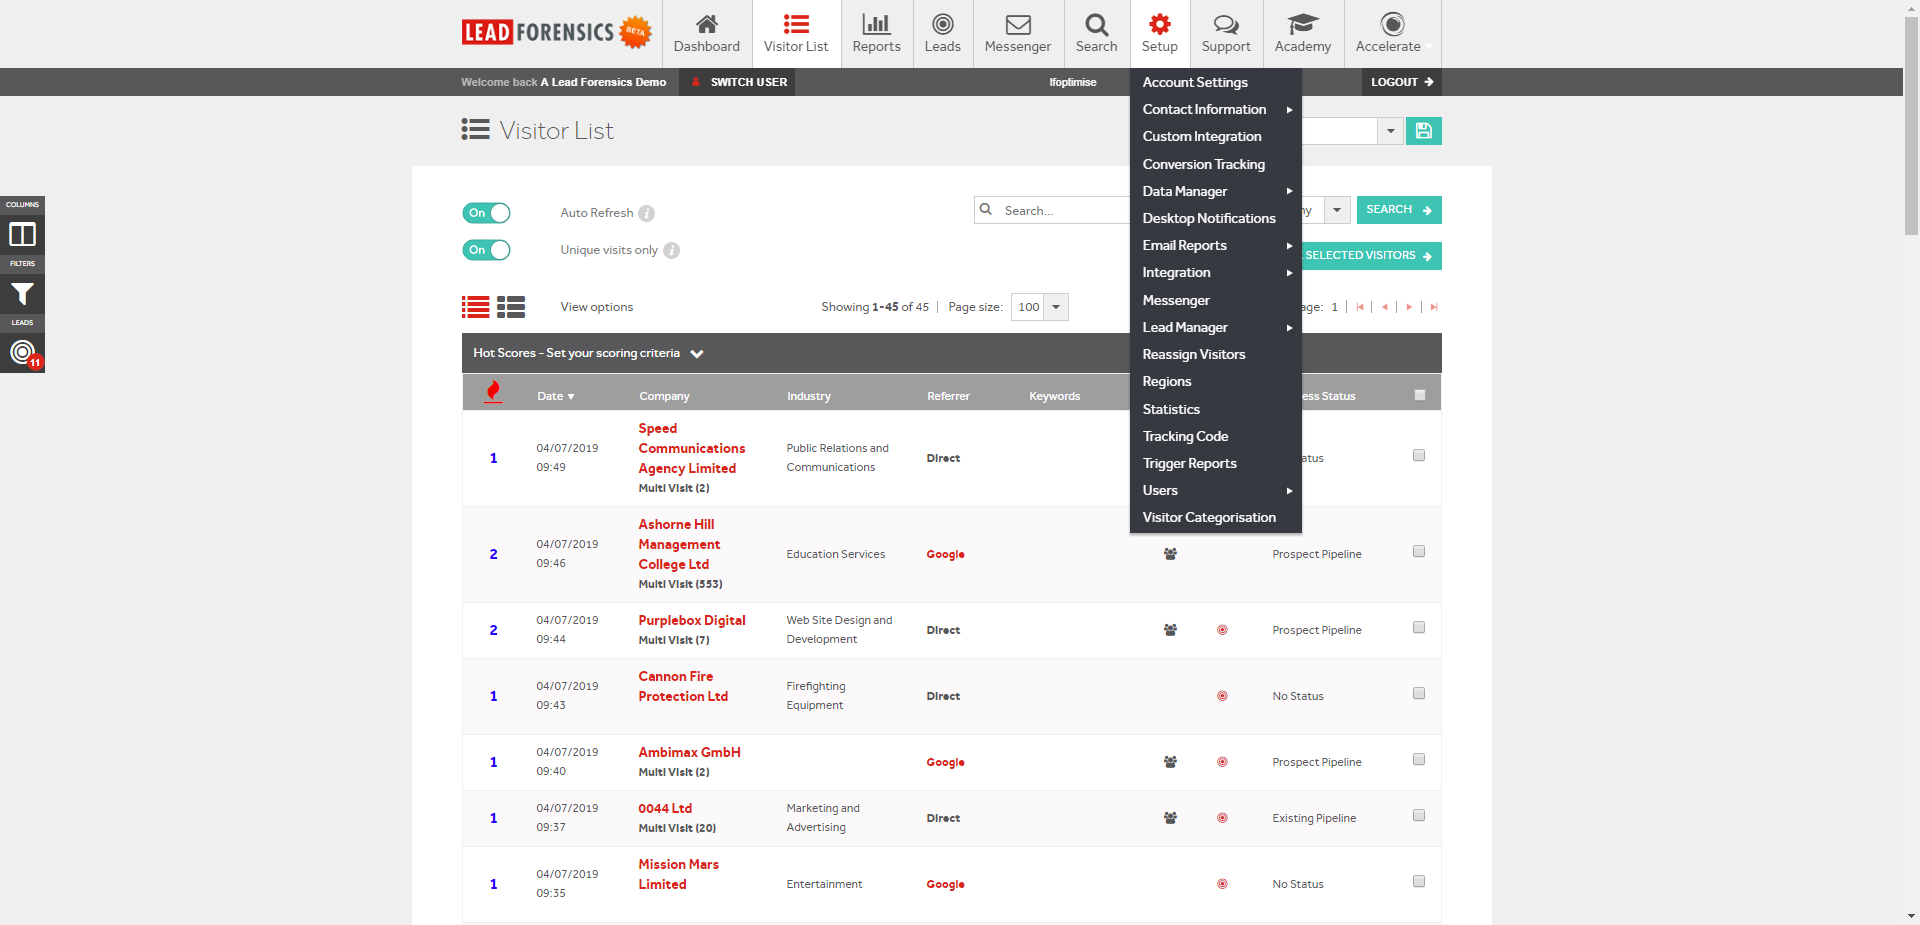 LEAD FORENSICS BETA
Dashboard
Visitor List
Reports
Leads
Messenger
Search
Setup
Support
Academy
Accelerate
Welcome back A Lead Forensics Demo
SWITCH USER
lfoptimise
LOGOUT
Visitor List
Account Settings
Contact Information
Custom Integration
Conversion Tracking
Data Manager
Desktop Notifications
Email Reports
Integration
Messenger
Lead Manager
Reassign Visitors
Regions
Statistics
Tracking Code
Trigger Reports
Users
Visitor Categorisation
COLUMNS
FILTERS
LEADS
11
On
Auto Refresh
i
Search...
ny
SEARCH
On
Unique visits only
i
SELECTED VISITORS
View options
Showing 1-45 of 45
Page size:
100
age: 1
Hot Scores - Set your scoring criteria
Date ▼
Company
Industry
Referrer
Keywords
ess Status
1
04/07/2019
09:49
Speed
Communications
Agency Limited
Multi Visit (2)
Public Relations and
Communications
Direct
atus
2
04/07/2019
09:46
Ashorne Hill
Management
College Ltd
Multi Visit (553)
Education Services
Google
Prospect Pipeline
2
04/07/2019
09:44
Purplebox Digital
Multi Visit (7)
Web Site Design and
Development
Direct
Prospect Pipeline
1
04/07/2019
09:43
Cannon Fire
Protection Ltd
Firefighting
Equipment
Direct
No Status
1
04/07/2019
09:40
Ambimax GmbH
Multi Visit (2)
Google
Prospect Pipeline
1
04/07/2019
09:37
0044 Ltd
Multi Visit (20)
Marketing and
Advertising
Direct
Existing Pipeline
1
04/07/2019
09:35
Mission Mars
Limited
Entertainment
Google
No Status